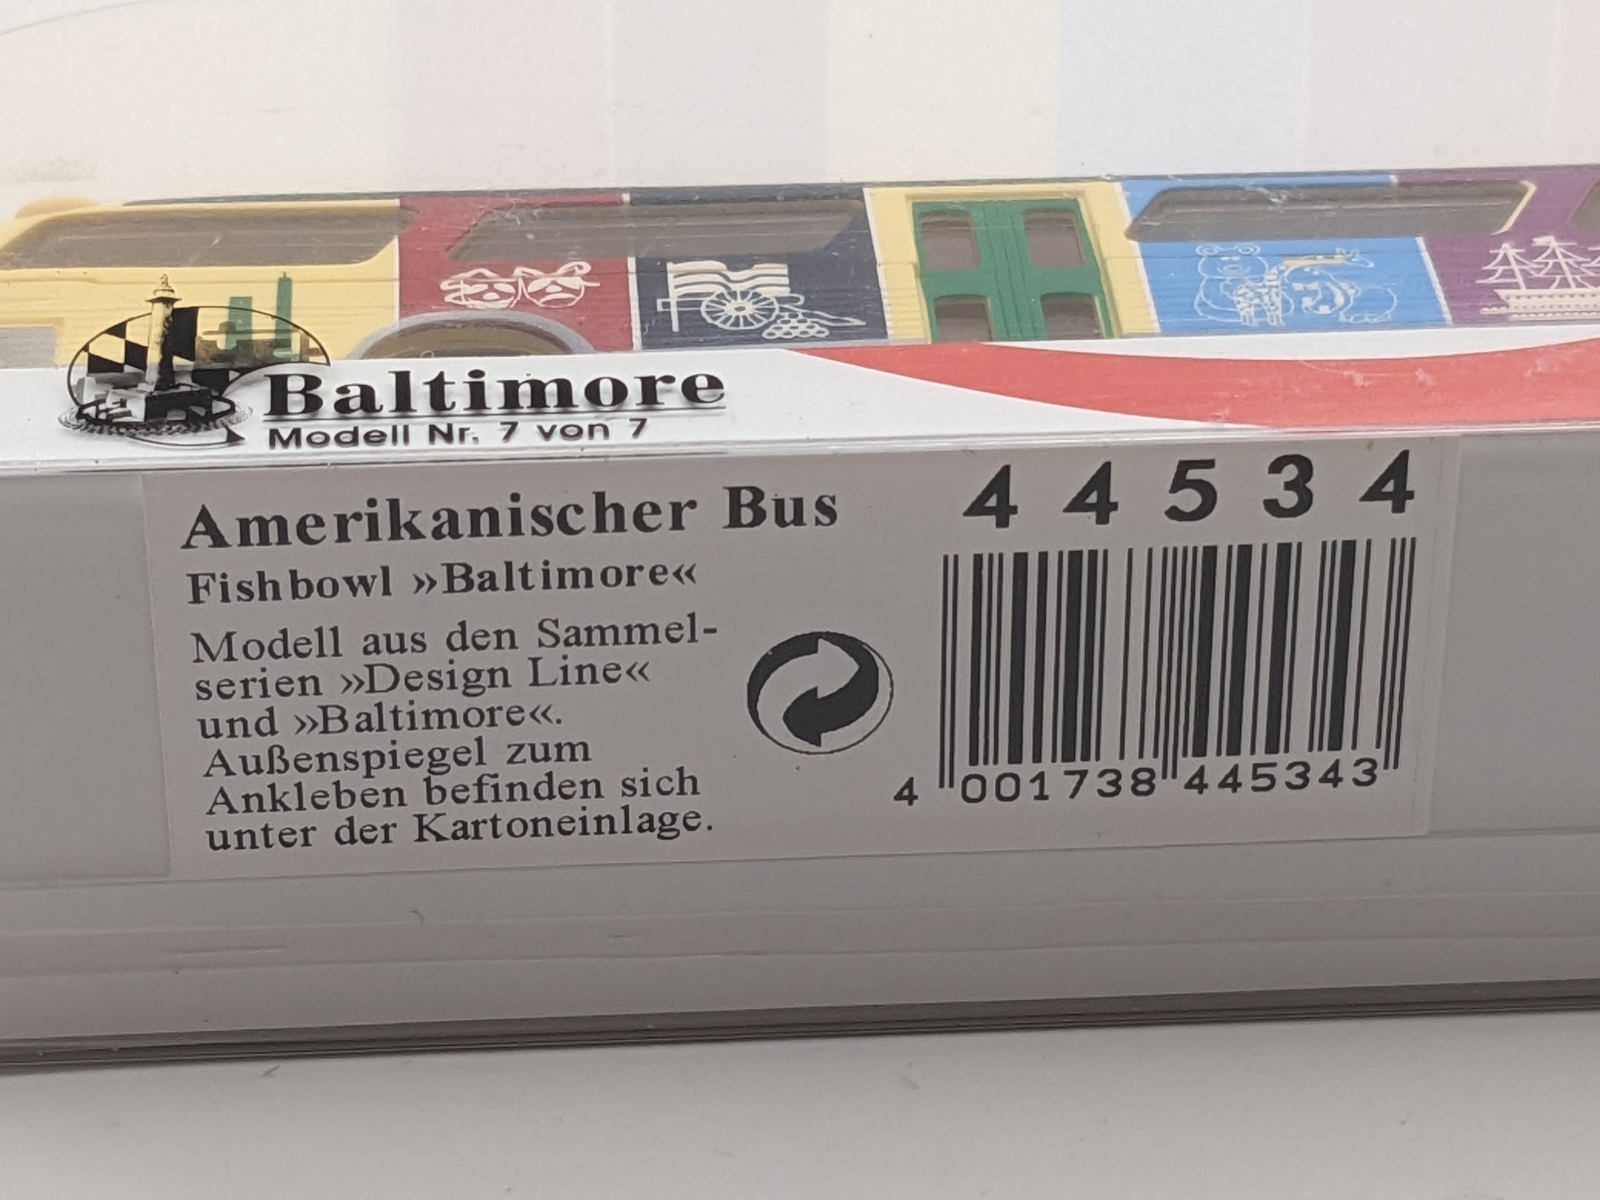 Baltimore
Modell Nr. 7 von 7
Amerikanischer Bus
Fishbowl »Baltimore«
Modell aus den Sammel-
serien »Design Line«
und »Baltimore«.
Außenspiegel zum
Ankleben befinden sich
unter der Kartoneinlage.
44534
4 001738 445343